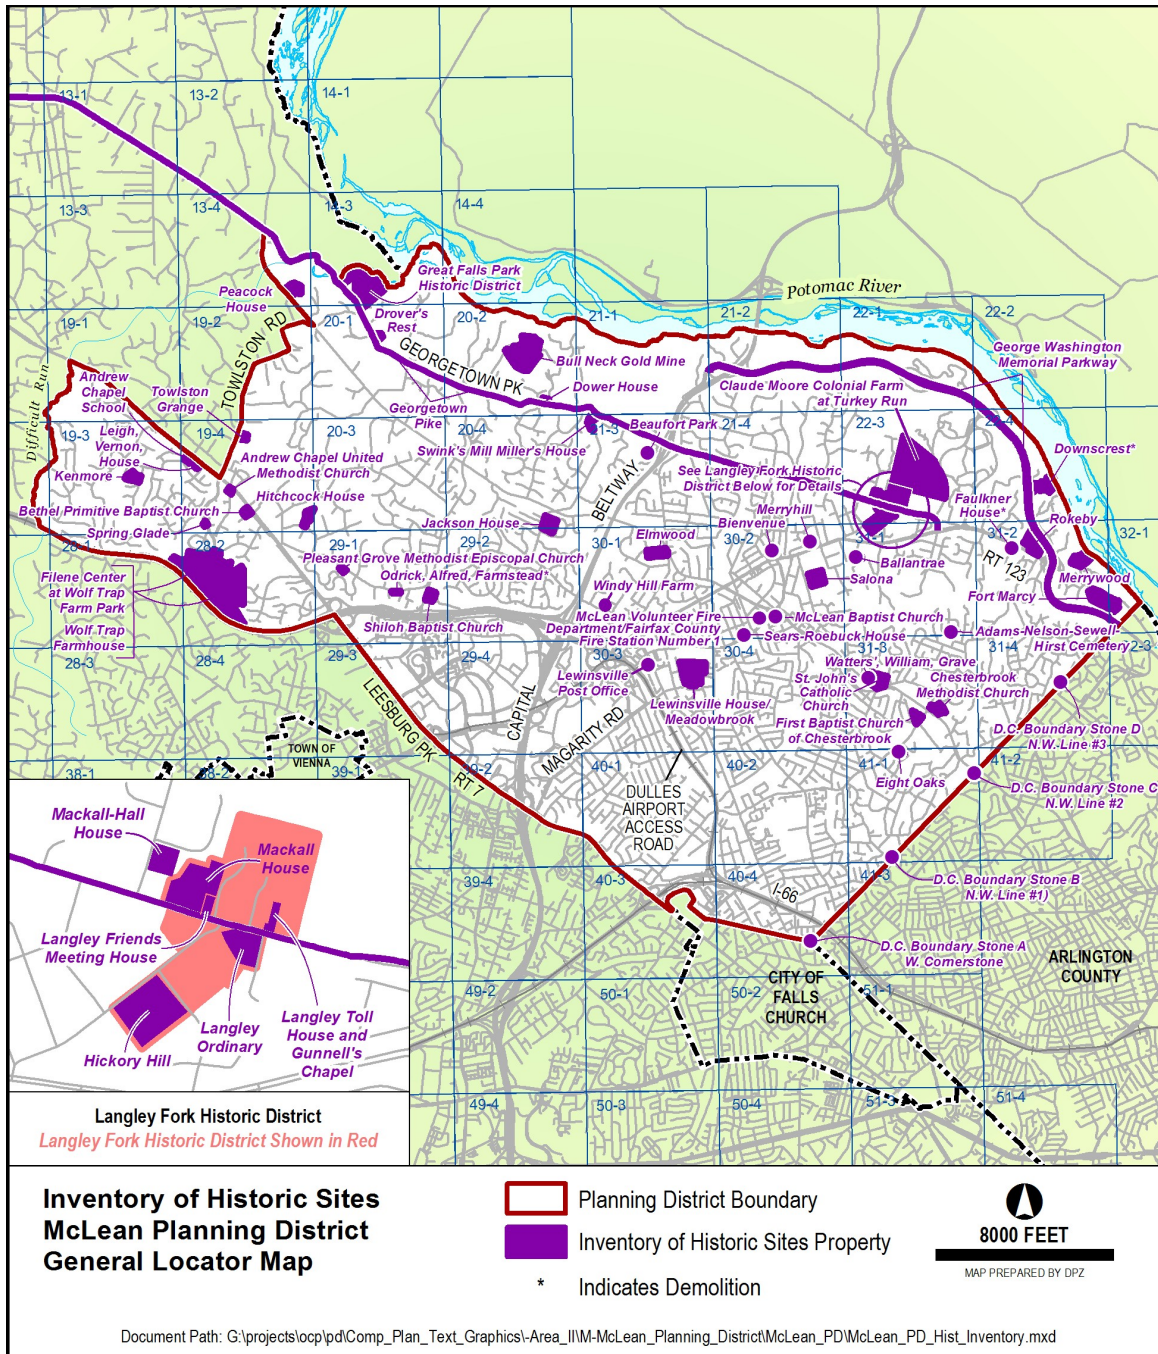 13-1
13-2
14-1
13-3
13-4
14-3
14-4
Great Falls Park
Historic District
Peacock
House
Potomac River
19-1
19-2
TOWLSTON RD
20-1
Drover's
Rest
20-2
21-1
21-2
22-1
22-2
George Washington
Memorial Parkway
GEORGETOWN PK
Bull Neck Gold Mine
Difficult Run
Andrew
Chapel
School
Towlston
Grange
Dower House
Claude Moore Colonial Farm
at Turkey Run
Georgetown
Pike
19-3
19-4
20-3
20-4
21-3
Beaufort Park
21-4
22-3
22-4
Leigh,
Vernon,
House
Swink's Mill Miller's House
Downscrest*
Kenmore
Andrew Chapel United
Methodist Church
See Langley Fork Historic
District Below for Details
BELTWAY
Hitchcock House
Faulkner
House*
Bethel Primitive Baptist Church
Merryhill
Rokeby
Spring Glade
Jackson House
Bienvenue
28-1
28-2
29-1
29-2
30-1
Elmwood
30-2
31-1
31-2
32-1
Pleasant Grove Methodist Episcopal Church
Ballantrae
RT 123
Filene Center
at Wolf Trap
Farm Park
Odrick, Alfred, Farmstead*
Windy Hill Farm
Salona
Merrywood
Fort Marcy
Wolf Trap
Farmhouse
Shiloh Baptist Church
McLean Volunteer Fire
Department/Fairfax County
Fire Station Number 1
McLean Baptist Church
Sears-Roebuck House
Adams-Nelson-Sewell-
Hirst Cemetery
28-3
28-4
29-3
29-4
30-3
30-4
31-3
31-4
32-3
Lewinsville
Post Office
Watters', William, Grave
St. John's
Catholic
Church
Chesterbrook
Methodist Church
LEESBURG PK
CAPITAL
MAGARITY RD
Lewinsville House/
Meadowbrook
First Baptist Church
of Chesterbrook
D.C. Boundary Stone D
N.W. Line #3
TOWN OF
VIENNA
38-1
38-2
39-1
39-2
RT 7
40-1
40-2
41-1
41-2
Eight Oaks
DULLES
AIRPORT
ACCESS
ROAD
D.C. Boundary Stone C
N.W. Line #2
39-4
40-3
40-4
I-66
41-3
D.C. Boundary Stone B
N.W. Line #1)
D.C. Boundary Stone A
W. Cornerstone
ARLINGTON
COUNTY
CITY OF
FALLS
CHURCH
49-2
50-1
50-2
51-1
49-4
50-3
50-4
51-3
51-4
Mackall-Hall
House
Mackall
House
Langley Friends
Meeting House
Langley
Ordinary
Langley Toll
House and
Gunnell's
Chapel
Hickory Hill
Langley Fork Historic District
Langley Fork Historic District Shown in Red
Inventory of Historic Sites
McLean Planning District
General Locator Map
Planning District Boundary
Inventory of Historic Sites Property
* Indicates Demolition
8000 FEET
MAP PREPARED BY DPZ
Document Path: G:\projects\ocp\pd\Comp_Plan_Text_Graphics\-Area_II\M-McLean_Planning_District\McLean_PD\McLean_PD_Hist_Inventory.mxd